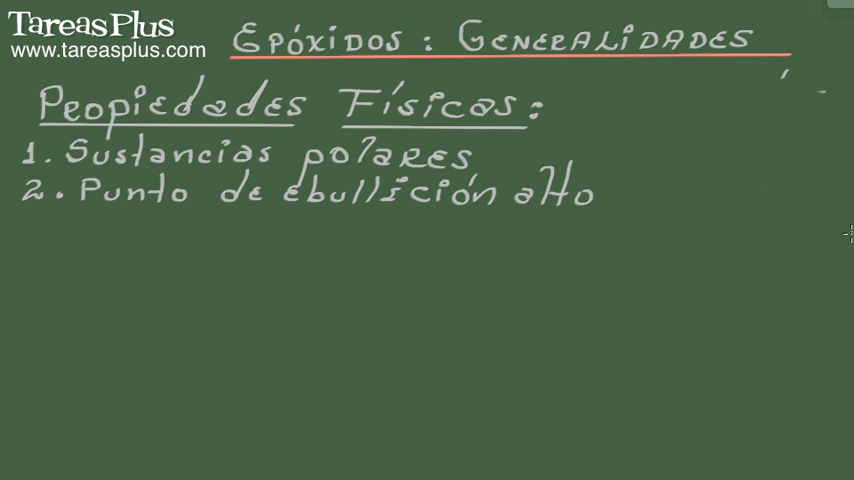 TareasPlus
www.tareasplus.com
Epóxidos: Generalidades
Propiedades Físicas:
1. Sustancias polares
2. Punto de ebullición alto